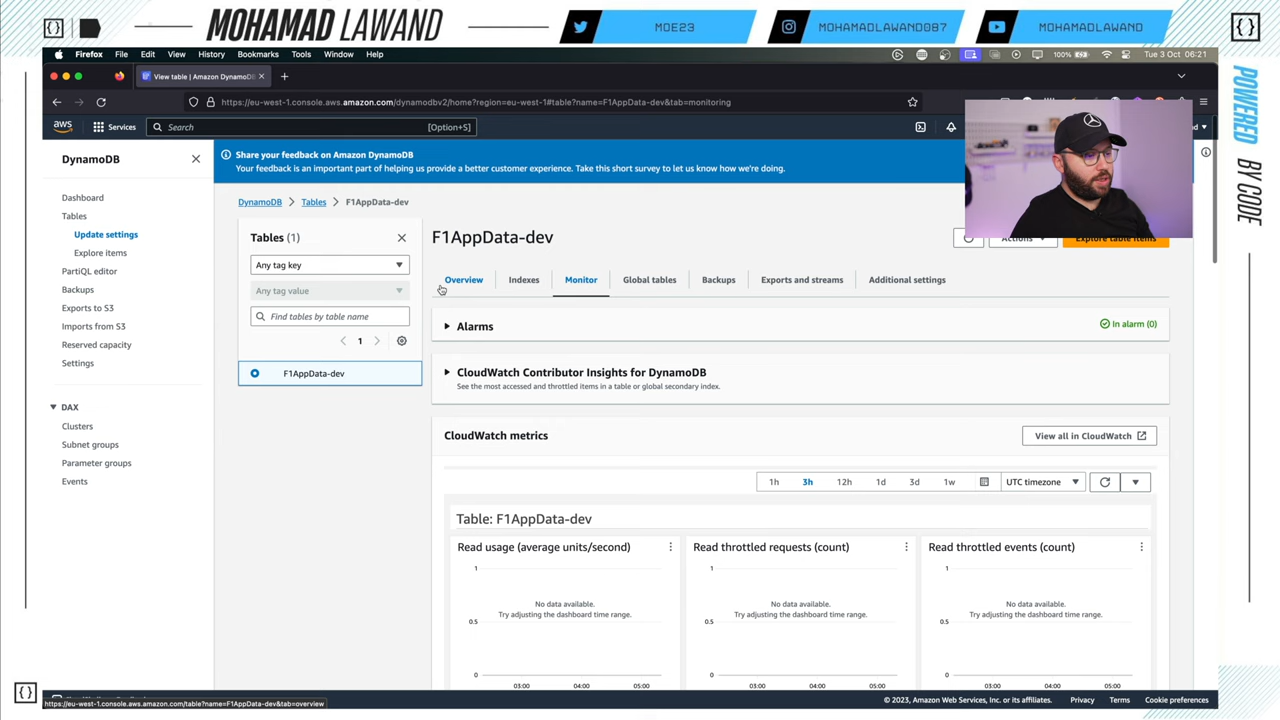 MOHAMAD LAWAND
MOE23
MOHAMADLAWAND087
MOHAMADLAWAND
POWERED BY CODE
Firefox File Edit View History Bookmarks Tools Window Help
100% Tue 3 Oct 06:21
View table | Amazon DynamoDB
https://eu-west-1.console.aws.amazon.com/dynamodbv2/home?region=eu-west-1#table?name=F1AppData-dev&tab=monitoring
aws Services Search [Option+S]
DynamoDB
Dashboard
Tables
Update settings
Explore items
PartiQL editor
Backups
Exports to S3
Imports from S3
Reserved capacity
Settings
DAX
Clusters
Subnet groups
Parameter groups
Events
Share your feedback on Amazon DynamoDB
Your feedback is an important part of helping us provide a better customer experience. Take this short survey to let us know how we're doing.
DynamoDB Tables F1AppData-dev
Tables (1)
Any tag key
Any tag value
Find tables by table name
1
F1AppData-dev
F1AppData-dev
Actions Explore table items
Overview Indexes Monitor Global tables Backups Exports and streams Additional settings
Alarms In alarm (0)
CloudWatch Contributor Insights for DynamoDB
See the most accessed and throttled items in a table or global secondary index.
CloudWatch metrics View all in CloudWatch
1h 3h 12h 1d 3d 1w UTC timezone
Table: F1AppData-dev
Read usage (average units/second) Read throttled requests (count) Read throttled events (count)
1 1 1
No data available. No data available. No data available.
Try adjusting the dashboard time range. Try adjusting the dashboard time range. Try adjusting the dashboard time range.
0.5 0.5 0.5
0 0 0
03:00 04:00 05:00 03:00 04:00 05:00 03:00 04:00 05:00
https://eu-west-1.console.aws.amazon.com/table?name=F1AppData-dev&tab=overview
© 2023, Amazon Web Services, Inc. or its affiliates. Privacy Terms Cookie preferences